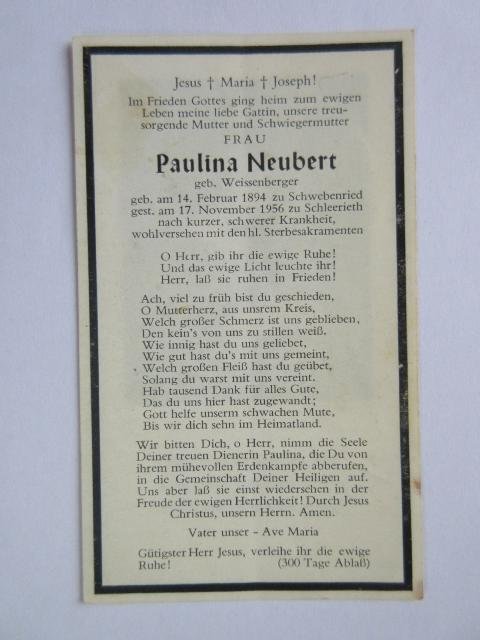 Jesus † Maria † Joseph!
Im Frieden Gottes ging heim zum ewigen
Leben meine liebe Gattin, unsere treu-
sorgende Mutter und Schwiegermutter
FRAU
Paulina Neubert
geb. Weissenberger
geb. am 14. Februar 1894 zu Schwebenried
gest. am 17. November 1956 zu Schleerieth
nach kurzer, schwerer Krankheit,
wohlversehen mit den hl. Sterbesakramenten
O Herr, gib ihr die ewige Ruhe!
Und das ewige Licht leuchte ihr!
Herr, laß sie ruhen in Frieden!
Ach, viel zu früh bist du geschieden,
O Mutterherz, aus unsrem Kreis,
Welch großer Schmerz ist uns geblieben,
Den kein's von uns zu stillen weiß.
Wie innig hast du uns geliebet,
Wie gut hast du's mit uns gemeint,
Welch großen Fleiß hast du geübet,
Solang du warst mit uns vereint.
Hab tausend Dank für alles Gute,
Das du uns hier hast zugewandt;
Gott helfe unserm schwachen Mute,
Bis wir dich sehn im Heimatland.
Wir bitten Dich, o Herr, nimm die Seele
Deiner treuen Dienerin Paulina, die Du von
ihrem mühevollen Erdenkampfe abberufen,
in die Gemeinschaft Deiner Heiligen auf.
Uns aber laß sie einst wiedersehen in der
Freude der ewigen Herrlichkeit! Durch Jesus
Christus, unsern Herrn. Amen.
Vater unser - Ave Maria
Gütigster Herr Jesus, verleihe ihr die ewige
Ruhe! (300 Tage Ablaß)